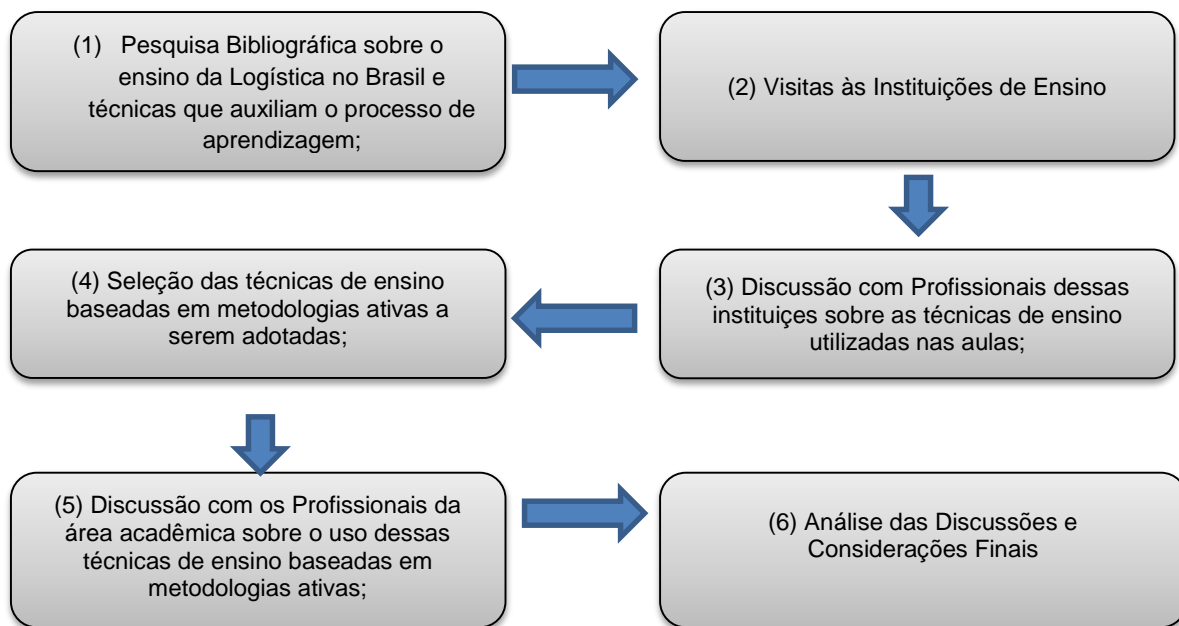 (1) Pesquisa Bibliográfica sobre o
ensino da Logística no Brasil e
técnicas que auxiliam o processo de
aprendizagem;
(2) Visitas às Instituições de Ensino
(3) Discussão com Profissionais dessas
instituiçes sobre as técnicas de ensino
utilizadas nas aulas;
(4) Seleção das técnicas de ensino
baseadas em metodologias ativas a
serem adotadas;
(5) Discussão com os Profissionais da
área acadêmica sobre o uso dessas
técnicas de ensino baseadas em
metodologias ativas;
(6) Análise das Discussões e
Considerações Finais